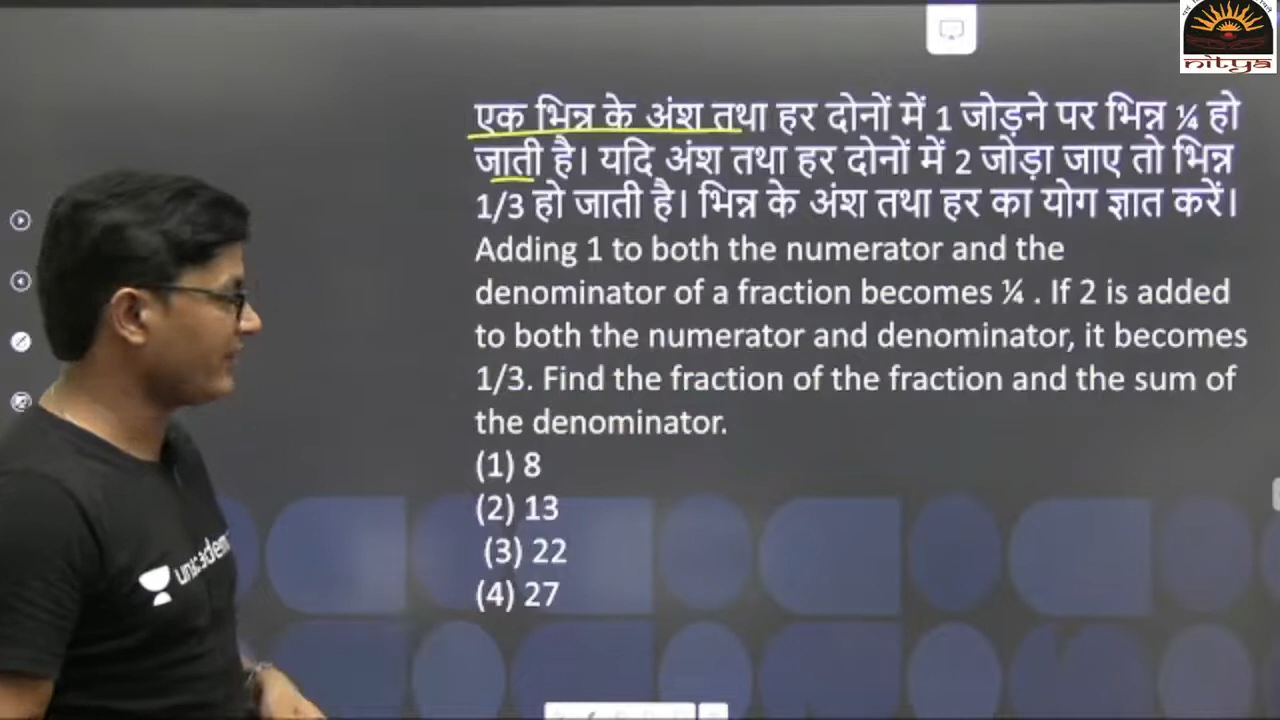 nitya
एक भिन्न के अंश तथा हर दोनों में 1 जोड़ने पर भिन्न ¼ हो
जाती है। यदि अंश तथा हर दोनों में 2 जोड़ा जाए तो भिन्न
1/3 हो जाती है। भिन्न के अंश तथा हर का योग ज्ञात करें।
Adding 1 to both the numerator and the
denominator of a fraction becomes ¼ . If 2 is added
to both the numerator and denominator, it becomes
1/3. Find the fraction of the fraction and the sum of
the denominator.
(1) 8
(2) 13
(3) 22
(4) 27
unacademy